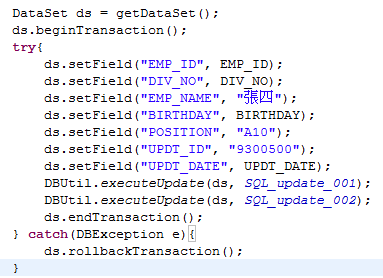 DataSet ds = getDataSet();
ds.beginTransaction();
try{
ds.setField("EMP_ID", EMP_ID);
ds.setField("DIV_NO", DIV_NO);
ds.setField("EMP_NAME", "張四");
ds.setField("BIRTHDAY", BIRTHDAY);
ds.setField("POSITION", "A10");
ds.setField("UPDT_ID", "9300500");
ds.setField("UPDT_DATE", UPDT_DATE);
DBUtil.executeUpdate(ds, SQL_update_001);
DBUtil.executeUpdate(ds, SQL_update_002);
ds.endTransaction();
} catch(DBException e){
ds.rollbackTransaction();
}